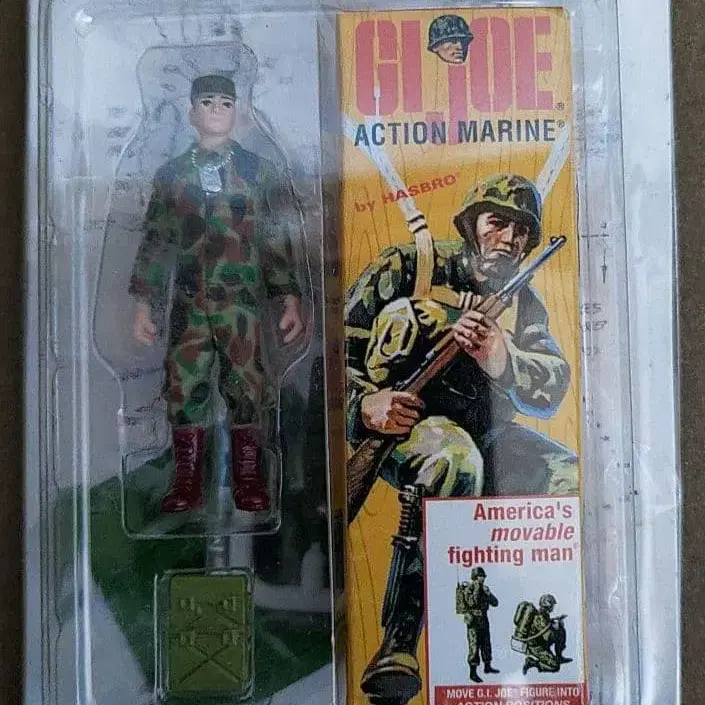 GI JOE®
ACTION MARINE®
by HASBRO®
America's
movable
fighting man®
MOVE G.I. JOE® FIGURE INTO
ACTION POSITIONS